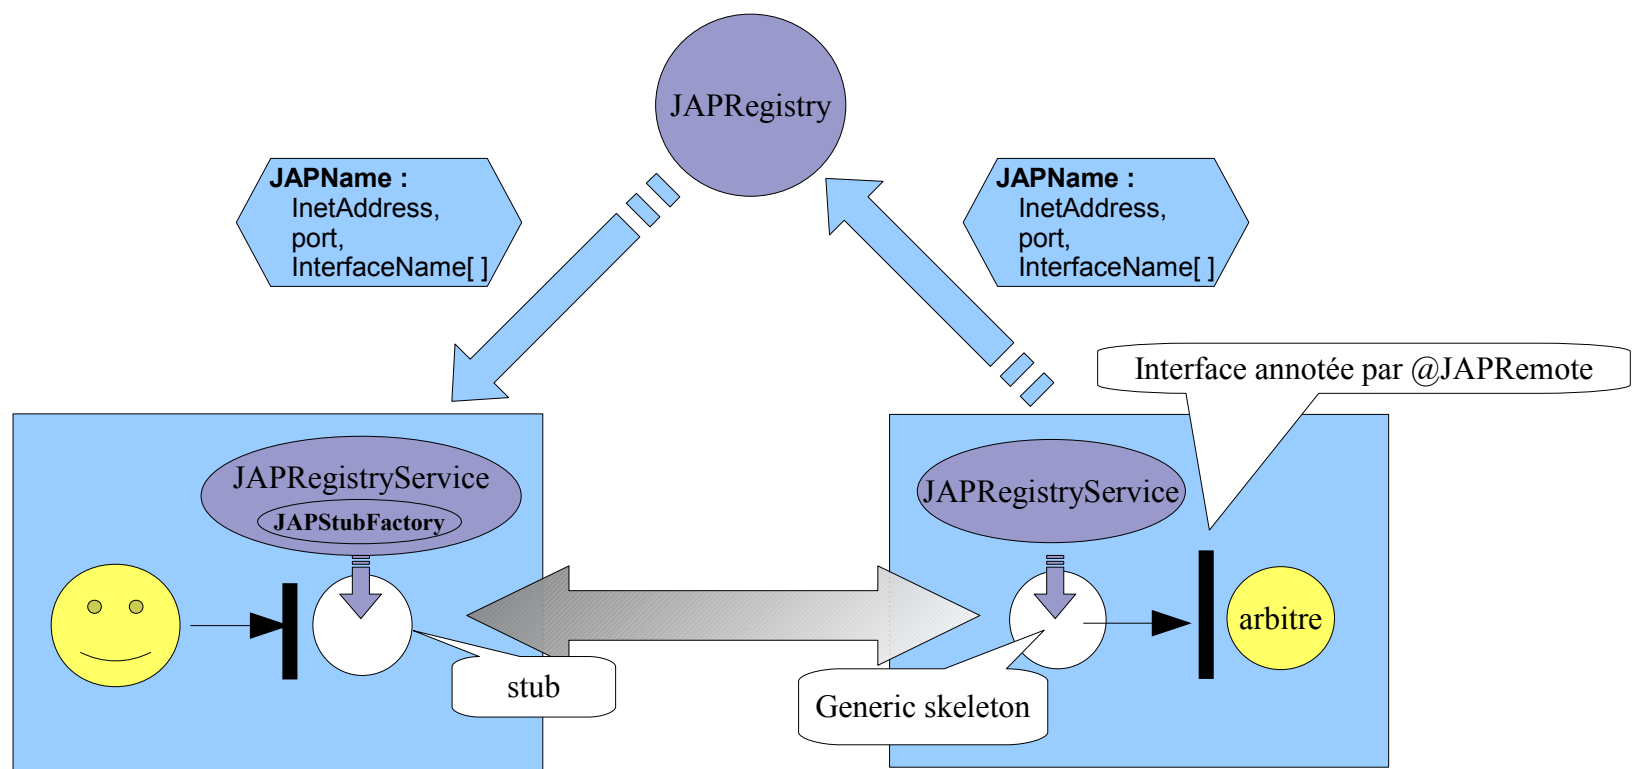 JAPRegistry
JAPName :
InetAddress,
port,
InterfaceName[ ]
JAPName :
InetAddress,
port,
InterfaceName[ ]
Interface annotée par @JAPRemote
JAPRegistryService
JAPStubFactory
JAPRegistryService
arbitre
stub
Generic skeleton